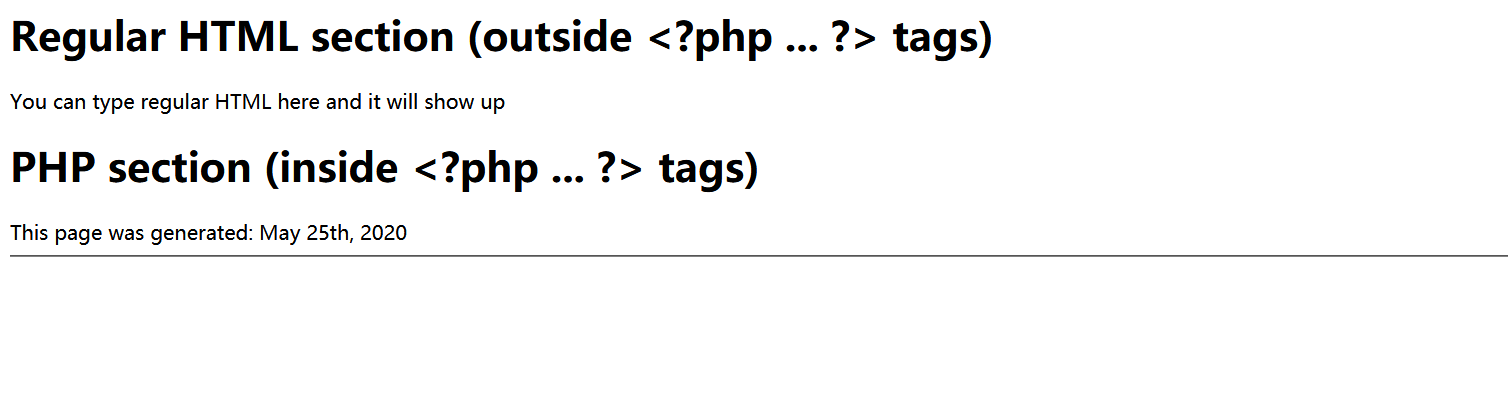 Regular HTML section (outside <?php ... ?> tags)
You can type regular HTML here and it will show up
PHP section (inside <?php ... ?> tags)
This page was generated: May 25th, 2020